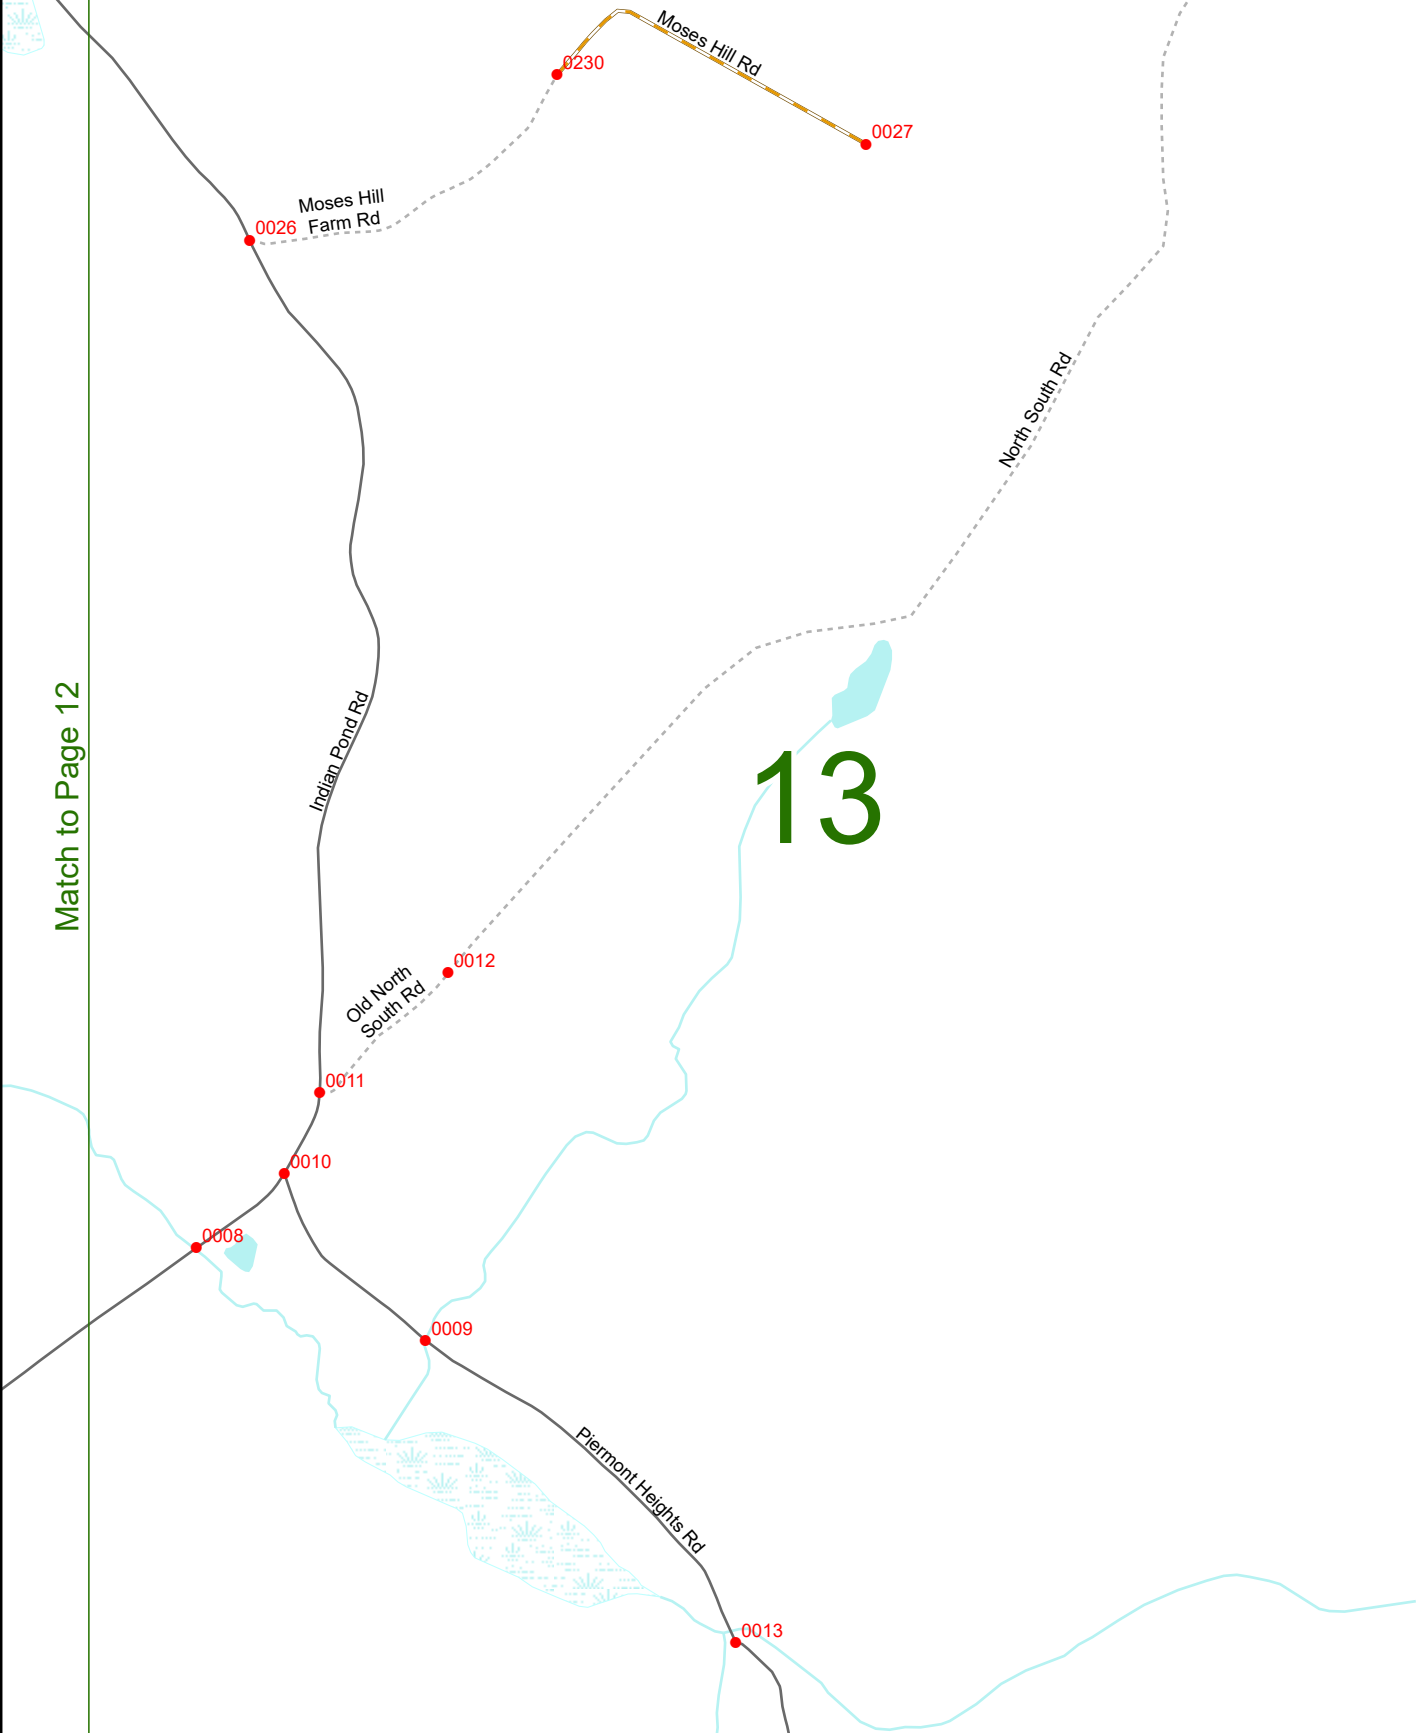 Moses Hill Rd
0230
0027
Moses Hill
Farm Rd
0026
North South Rd
Match to Page 12
Indian Pond Rd
13
0012
Old North
South Rd
0011
0010
0008
0009
Piermont Heights Rd
0013